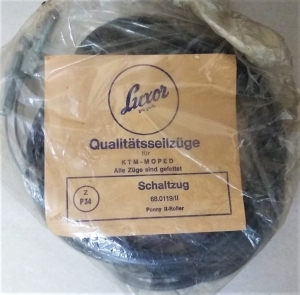 Luxor
Qualitätsseilzüge
für
KTM-MOPED
Alle Züge sind gefettet
Z
P34
Schaltzug
68.0119/II
Ponny II-Roller